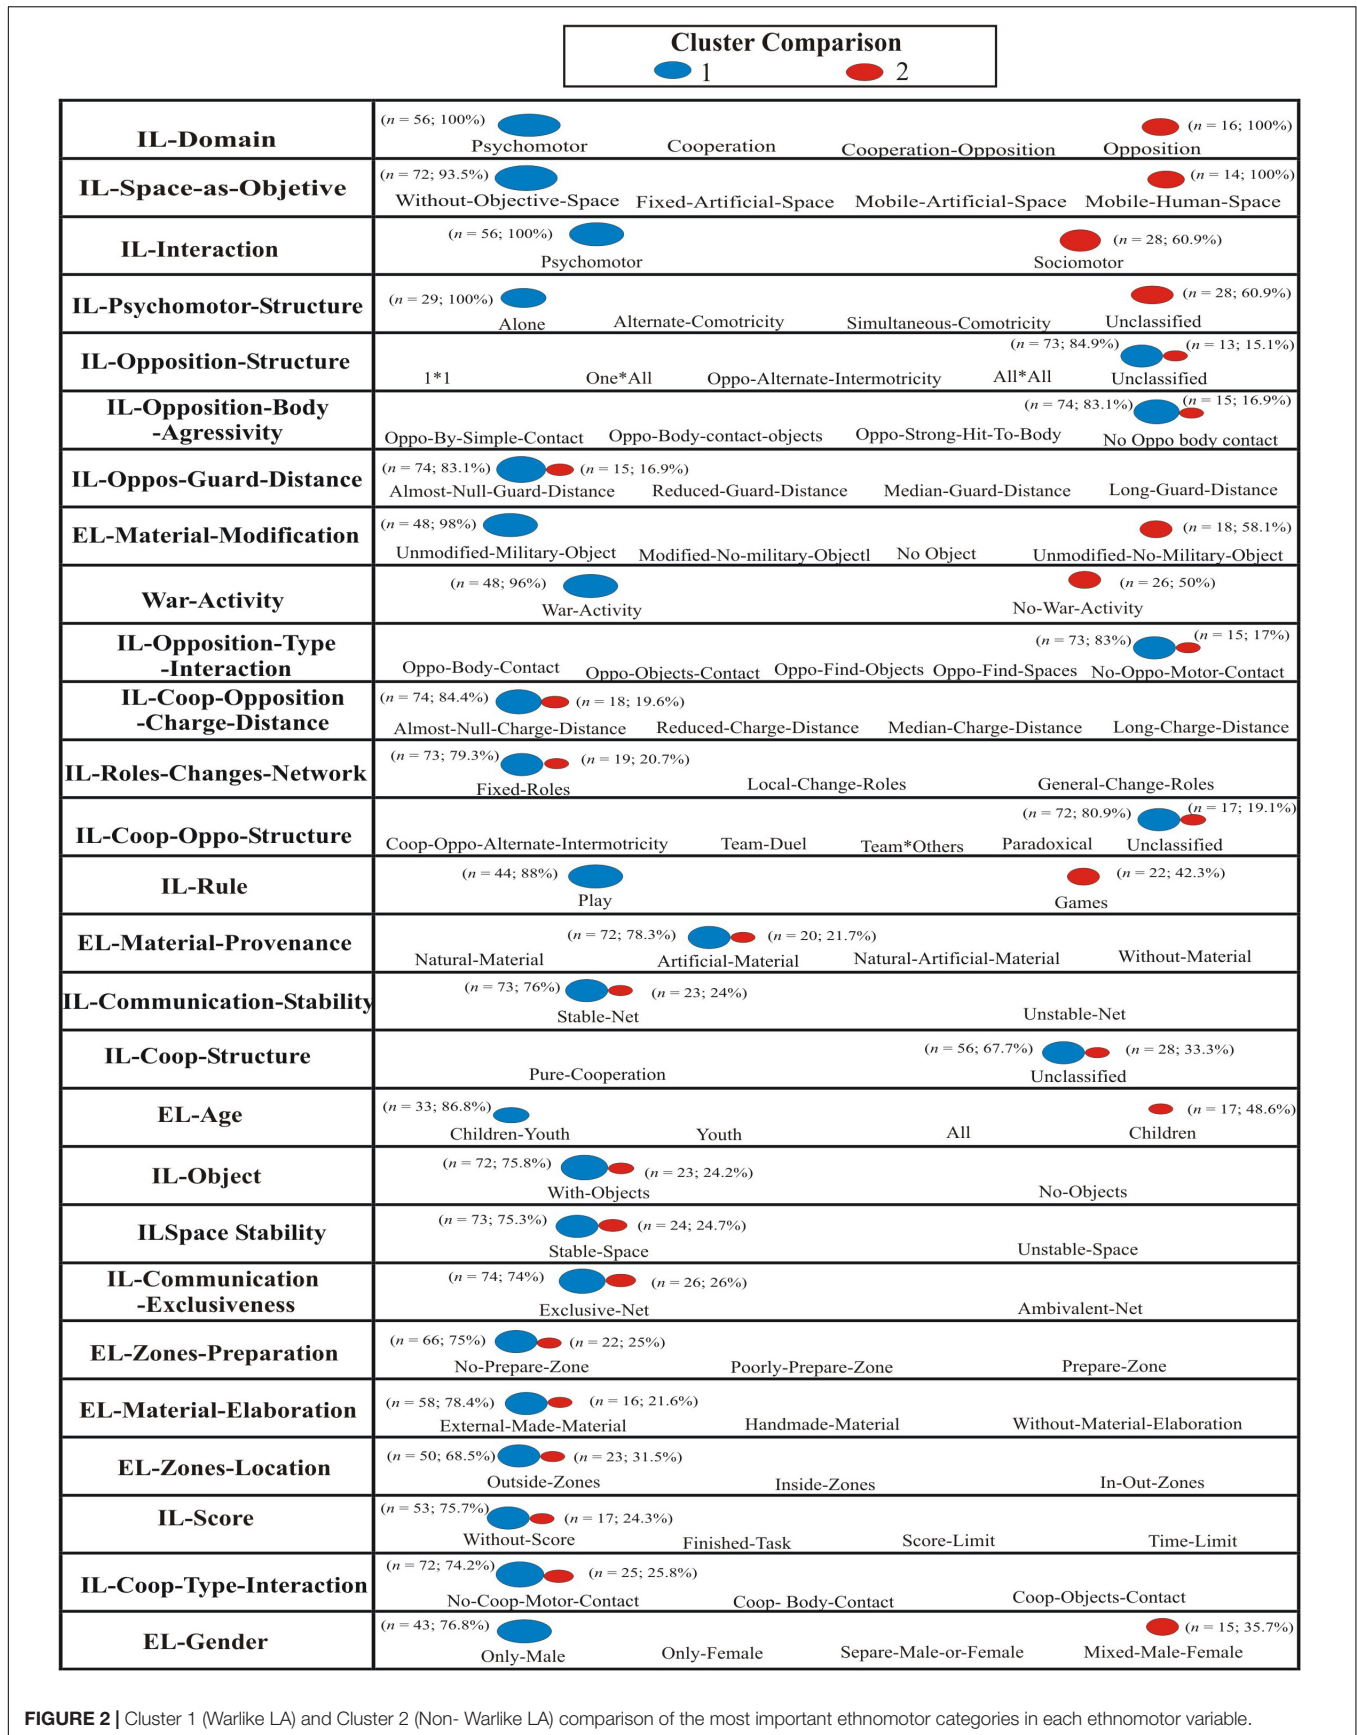 Cluster Comparison
1 2
IL-Domain
(n = 56; 100%) (n = 16; 100%)
Psychomotor Cooperation Cooperation-Opposition Opposition
IL-Space-as-Objetive
(n = 72; 93.5%) (n = 14; 100%)
Without-Objective-Space Fixed-Artificial-Space Mobile-Artificial-Space Mobile-Human-Space
IL-Interaction
(n = 56; 100%) (n = 28; 60.9%)
Psychomotor Sociomotor
IL-Psychomotor-Structure
(n = 29; 100%) (n = 28; 60.9%)
Alone Alternate-Comotricity Simultaneous-Comotricity Unclassified
IL-Opposition-Structure
(n = 73; 84.9%) (n = 13; 15.1%)
1*1 One*All Oppo-Alternate-Intermotricity All*All Unclassified
IL-Opposition-Body
-Agressivity
(n = 74; 83.1%) (n = 15; 16.9%)
Oppo-By-Simple-Contact Oppo-Body-contact-objects Oppo-Strong-Hit-To-Body No Oppo body contact
IL-Oppos-Guard-Distance
(n = 74; 83.1%) (n = 15; 16.9%)
Almost-Null-Guard-Distance Reduced-Guard-Distance Median-Guard-Distance Long-Guard-Distance
EL-Material-Modification
(n = 48; 98%) (n = 18; 58.1%)
Unmodified-Military-Object Modified-No-military-Objectl No Object Unmodified-No-Military-Object
War-Activity
(n = 48; 96%) (n = 26; 50%)
War-Activity No-War-Activity
IL-Opposition-Type
-Interaction
(n = 73; 83%) (n = 15; 17%)
Oppo-Body-Contact Oppo-Objects-Contact Oppo-Find-Objects Oppo-Find-Spaces No-Oppo-Motor-Contact
IL-Coop-Opposition
-Charge-Distance
(n = 74; 84.4%) (n = 18; 19.6%)
Almost-Null-Charge-Distance Reduced-Charge-Distance Median-Charge-Distance Long-Charge-Distance
IL-Roles-Changes-Network
(n = 73; 79.3%) (n = 19; 20.7%)
Fixed-Roles Local-Change-Roles General-Change-Roles
IL-Coop-Oppo-Structure
(n = 72; 80.9%) (n = 17; 19.1%)
Coop-Oppo-Alternate-Intermotricity Team-Duel Team*Others Paradoxical Unclassified
IL-Rule
(n = 44; 88%) (n = 22; 42.3%)
Play Games
EL-Material-Provenance
(n = 72; 78.3%) (n = 20; 21.7%)
Natural-Material Artificial-Material Natural-Artificial-Material Without-Material
IL-Communication-Stability
(n = 73; 76%) (n = 23; 24%)
Stable-Net Unstable-Net
IL-Coop-Structure
(n = 56; 67.7%) (n = 28; 33.3%)
Pure-Cooperation Unclassified
EL-Age
(n = 33; 86.8%) (n = 17; 48.6%)
Children-Youth Youth All Children
IL-Object
(n = 72; 75.8%) (n = 23; 24.2%)
With-Objects No-Objects
ILSpace Stability
(n = 73; 75.3%) (n = 24; 24.7%)
Stable-Space Unstable-Space
IL-Communication
-Exclusiveness
(n = 74; 74%) (n = 26; 26%)
Exclusive-Net Ambivalent-Net
EL-Zones-Preparation
(n = 66; 75%) (n = 22; 25%)
No-Prepare-Zone Poorly-Prepare-Zone Prepare-Zone
EL-Material-Elaboration
(n = 58; 78.4%) (n = 16; 21.6%)
External-Made-Material Handmade-Material Without-Material-Elaboration
EL-Zones-Location
(n = 50; 68.5%) (n = 23; 31.5%)
Outside-Zones Inside-Zones In-Out-Zones
IL-Score
(n = 53; 75.7%) (n = 17; 24.3%)
Without-Score Finished-Task Score-Limit Time-Limit
IL-Coop-Type-Interaction
(n = 72; 74.2%) (n = 25; 25.8%)
No-Coop-Motor-Contact Coop- Body-Contact Coop-Objects-Contact
EL-Gender
(n = 43; 76.8%) (n = 15; 35.7%)
Only-Male Only-Female Separe-Male-or-Female Mixed-Male-Female
FIGURE 2 | Cluster 1 (Warlike LA) and Cluster 2 (Non- Warlike LA) comparison of the most important ethnomotor categories in each ethnomotor variable.